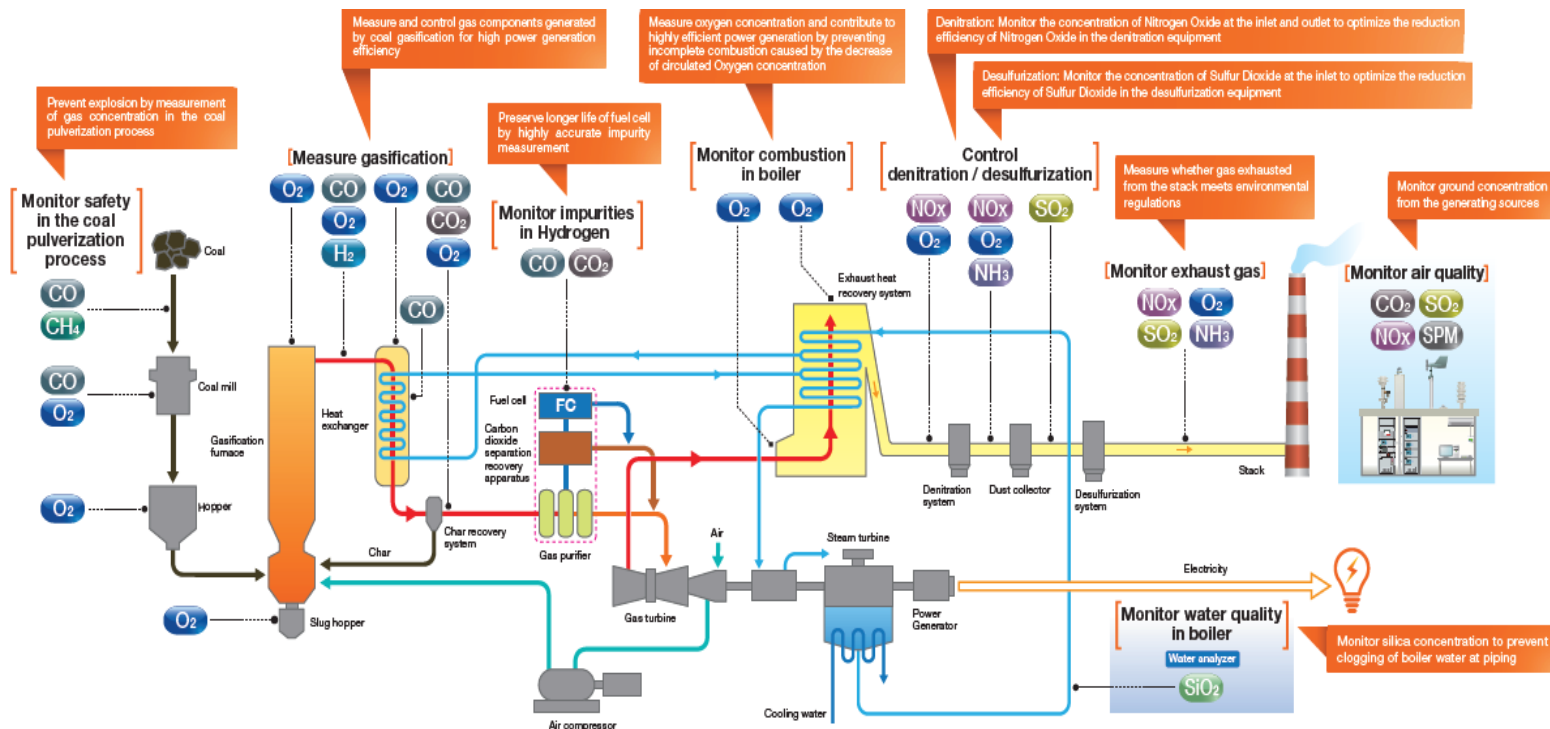 Measure and control gas components generated
by coal gasification for high power generation
efficiency
Measure oxygen concentration and contribute to
highly efficient power generation by preventing
incomplete combustion caused by the decrease
of circulated Oxygen concentration
Denitration: Monitor the concentration of Nitrogen Oxide at the inlet and outlet to optimize the reduction
efficiency of Nitrogen Oxide in the denitration equipment
Desulfurization: Monitor the concentration of Sulfur Dioxide at the inlet to optimize the reduction
efficiency of Sulfur Dioxide in the desulfurization equipment
Prevent explosion by measurement
of gas concentration in the coal
pulverization process
Preserve longer life of fuel cell
by highly accurate impurity
measurement
Measure whether gas exhausted
from the stack meets environmental
regulations
Monitor ground concentration
from the generating sources
[Monitor safety
in the coal
pulverization
process]
CO
CH4
CO
O2
O2
O2
Coal
Coal mill
Hopper
Slug hopper
[Measure gasification]
O2
CO
O2
H2
O2
CO
CO2
O2
CO
Gasification
furnace
Heat
exchanger
Char
Char recovery
system
[Monitor impurities
in Hydrogen]
CO CO2
Fuel cell
FC
Carbon
dioxide
separation
recovery
apparatus
Gas purifier
[Monitor combustion
in boiler]
O2 O2
Exhaust heat
recovery system
[Control
denitration / desulfurization]
NOx
O2
NOx
O2
NH3
SO2
Denitration
system
Dust collector
Desulfurization
system
Stack
[Monitor exhaust gas]
NOx O2
SO2 NH3
[Monitor air quality]
CO2 SO2
NOx SPM
Air
Gas turbine
Steam turbine
Power
Generator
Electricity
Air compressor
Cooling water
[Monitor water quality
in boiler]
Water analyzer
SiO2
Monitor silica concentration to prevent
clogging of boiler water at piping